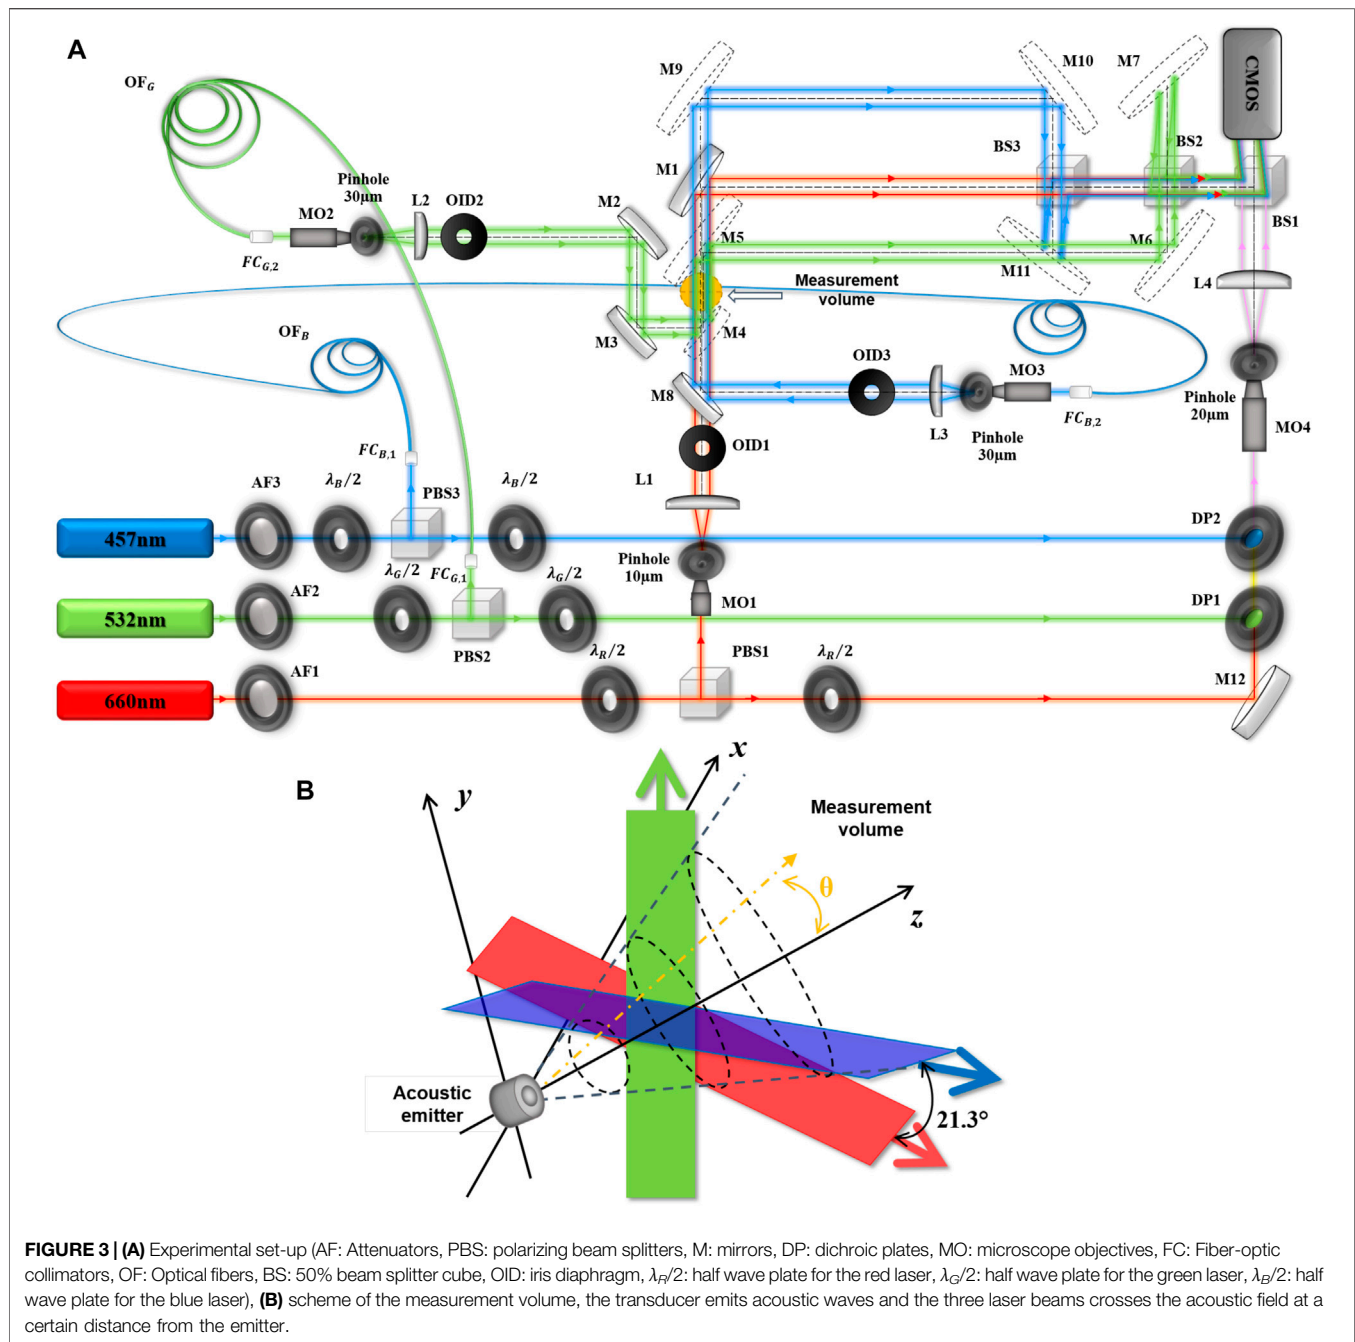 A
OF_G
M9
M10
M7
CMOS
BS3
BS2
M1
Pinhole
30µm
L2
OID2
MO2
M2
BS1
FC_G,2
M5
M6
M11
Measurement
volume
L4
OF_B
M3
M4
OID3
MO3
M8
Pinhole
20µm
FC_B,2
MO4
L3
Pinhole
30µm
FC_B,1
OID1
L1
AF3
λ_B/2
PBS3
λ_B/2
DP2
457nm
Pinhole
10µm
λ_G/2
FC_G,1
λ_G/2
AF2
MO1
DP1
532nm
PBS2
AF1
λ_R/2
PBS1
λ_R/2
M12
660nm
B
x
y
Measurement
volume
θ
z
Acoustic
emitter
21.3°
FIGURE 3 | (A) Experimental set-up (AF: Attenuators, PBS: polarizing beam splitters, M: mirrors, DP: dichroic plates, MO: microscope objectives, FC: Fiber-optic
collimators, OF: Optical fibers, BS: 50% beam splitter cube, OID: iris diaphragm, λ_R/2: half wave plate for the red laser, λ_G/2: half wave plate for the green laser, λ_B/2: half
wave plate for the blue laser), (B) scheme of the measurement volume, the transducer emits acoustic waves and the three laser beams crosses the acoustic field at a
certain distance from the emitter.